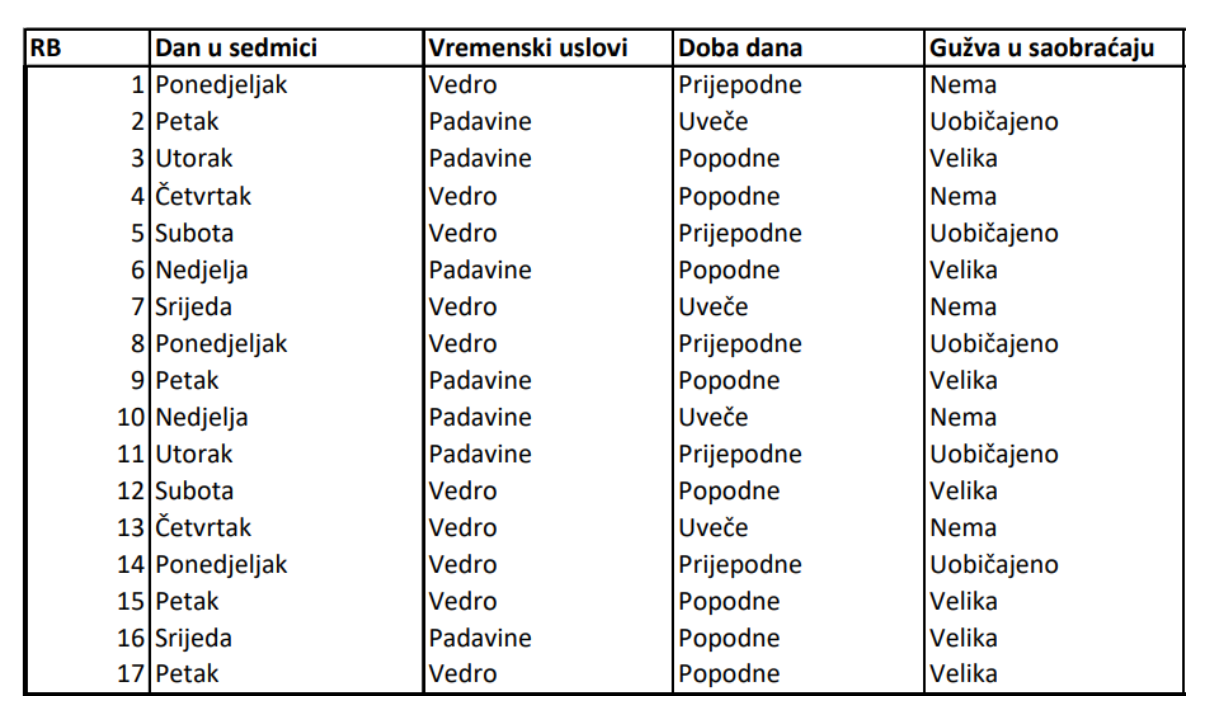 RB Dan u sedmici Vremenski uslovi Doba dana Gužva u saobraćaju
1 Ponedjeljak Vedro Prijepodne Nema
2 Petak Padavine Uveče Uobičajeno
3 Utorak Padavine Popodne Velika
4 Četvrtak Vedro Popodne Nema
5 Subota Vedro Prijepodne Uobičajeno
6 Nedjelja Padavine Popodne Velika
7 Srijeda Vedro Uveče Nema
8 Ponedjeljak Vedro Prijepodne Uobičajeno
9 Petak Padavine Popodne Velika
10 Nedjelja Padavine Uveče Nema
11 Utorak Padavine Prijepodne Uobičajeno
12 Subota Vedro Popodne Velika
13 Četvrtak Vedro Uveče Nema
14 Ponedjeljak Vedro Prijepodne Uobičajeno
15 Petak Vedro Popodne Velika
16 Srijeda Padavine Popodne Velika
17 Petak Vedro Popodne Velika